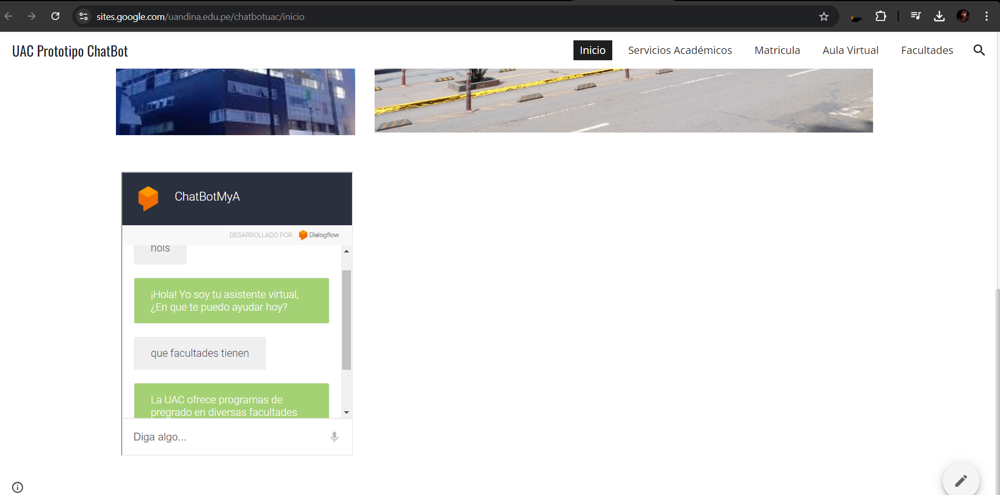 sites.google.com/uandina.edu.pe/chatbotuac/inicio
UAC Prototipo ChatBot
Inicio
Servicios Académicos
Matricula
Aula Virtual
Facultades
ChatBotMyA
DESARROLLADO POR
Dialogflow
hols
¡Hola! Yo soy tu asistente virtual,
¿En que te puedo ayudar hoy?
que facultades tienen
La UAC ofrece programas de
pregrado en diversas facultades
Diga algo...